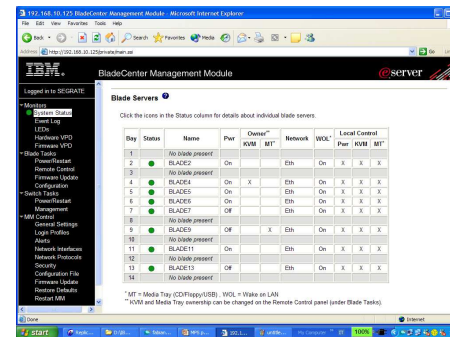 192.168.10.125 BladeCenter Management Module - Microsoft Internet Explorer
File Edit View Favorites Tools Help
Back Search Favorites Media
Address http://192.168.10.125/private/main.ssi Go
IBM. BladeCenter Management Module @server
Logged in to SEGRATE
Monitors
System Status
Event Log
LEDs
Hardware VPD
Firmware VPD
Blade Tasks
Power/Restart
Remote Control
Firmware Update
Configuration
Switch Tasks
Power/Restart
Management
MM Control
General Settings
Login Profiles
Alerts
Network Interfaces
Network Protocols
Security
Configuration File
Firmware Update
Restore Defaults
Restart MM
Blade Servers
Click the icons in the Status column for details about individual blade servers.
Bay Status Name Pwr Owner** Network WOL* Local Control
KVM MT* Pwr KVM MT*
1 No blade present
2 BLADE2 On Eth On X X X
3 No blade present
4 BLADE4 On X Eth On X X X
5 BLADE5 On Eth On X X X
6 BLADE6 On Eth On X X X
7 BLADE7 Off Eth On X X X
8 No blade present
9 BLADE9 Off X Eth On X X X
10 No blade present
11 BLADE11 On Eth On X X X
12 No blade present
13 BLADE13 Off Eth On X X X
14 No blade present
* MT = Media Tray (CD/Floppy/USB) , WOL = Wake on LAN
** KVM and Media Tray ownership can be changed on the Remote Control panel (under Blade Tasks).
Done Internet
start 192.1... untitle... My Computer 100%